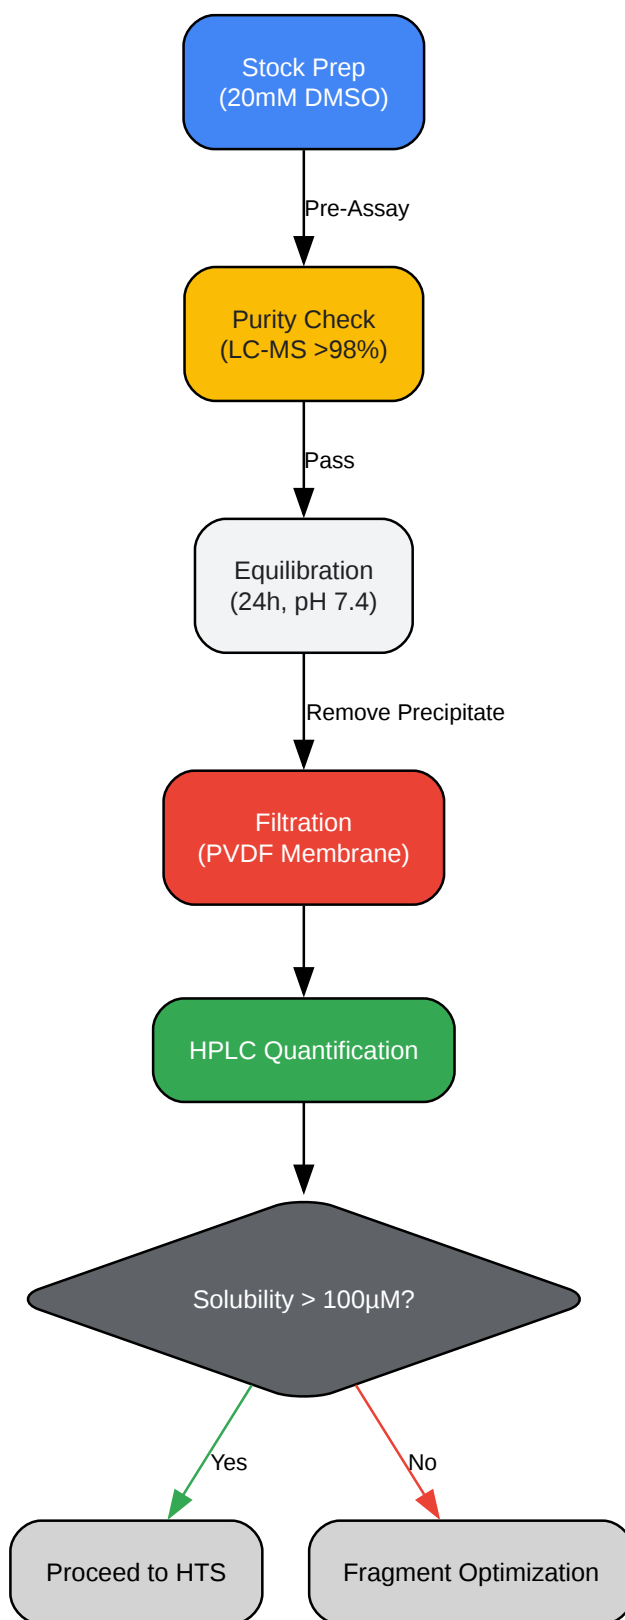 Stock Prep
(20mM DMSO)
Pre-Assay
Purity Check
(LC-MS >98%)
Pass
Equilibration
(24h, pH 7.4)
Remove Precipitate
Filtration
(PVDF Membrane)
HPLC Quantification
Solubility > 100µM?
Yes
No
Proceed to HTS
Fragment Optimization